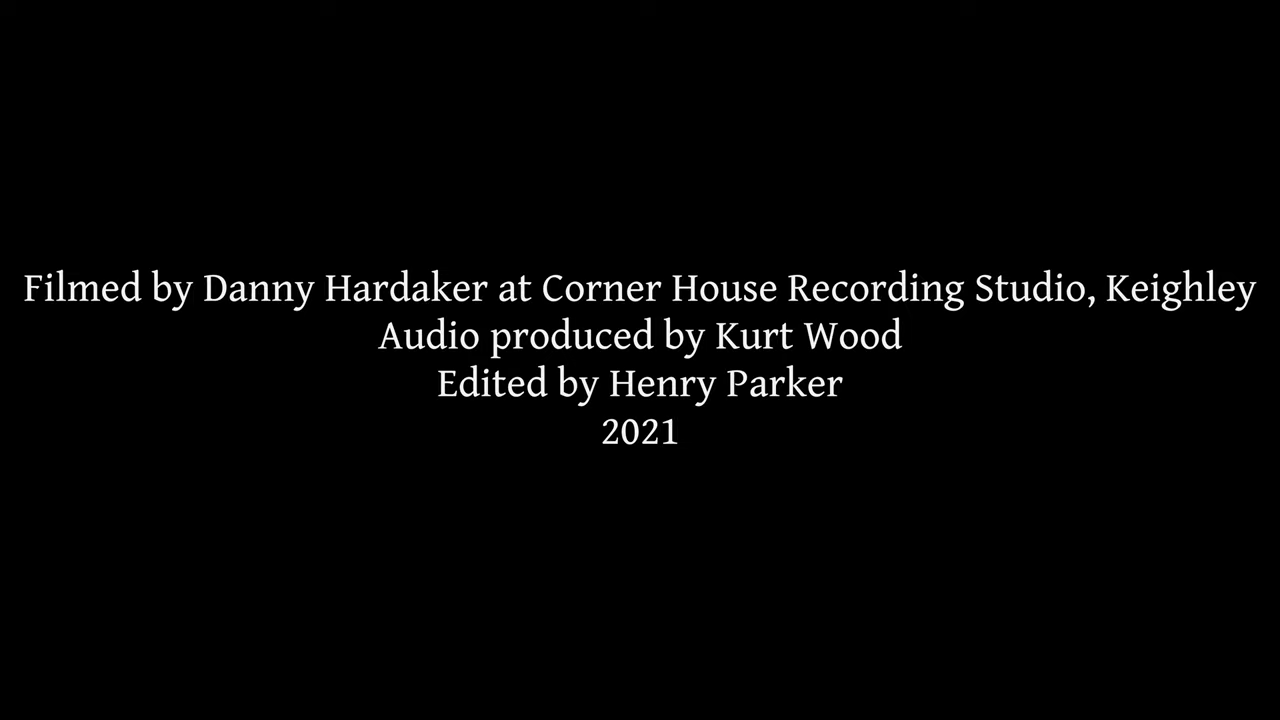 Filmed by Danny Hardaker at Corner House Recording Studio, Keighley
Audio produced by Kurt Wood
Edited by Henry Parker
2021